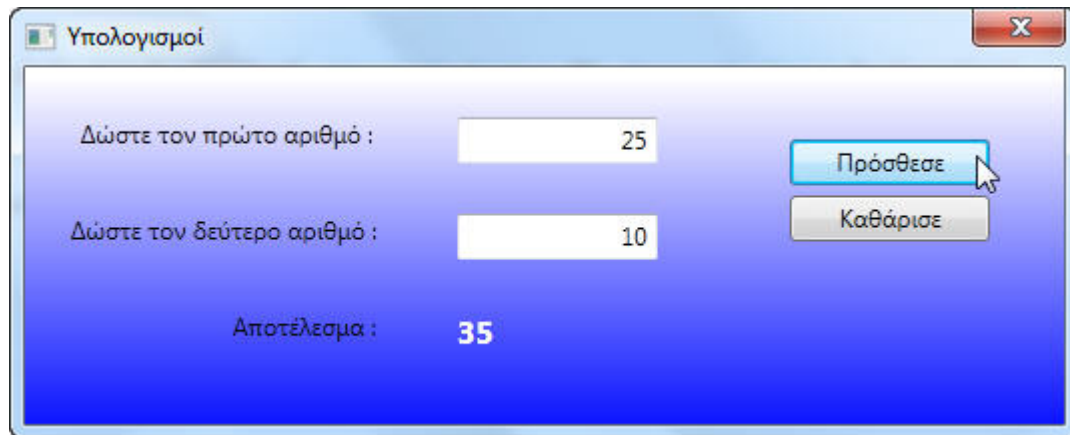 Υπολογισμοί
Δώστε τον πρώτο αριθμό :
25
Πρόσθεσε
Δώστε τον δεύτερο αριθμό :
10
Καθάρισε
Αποτέλεσμα :
35